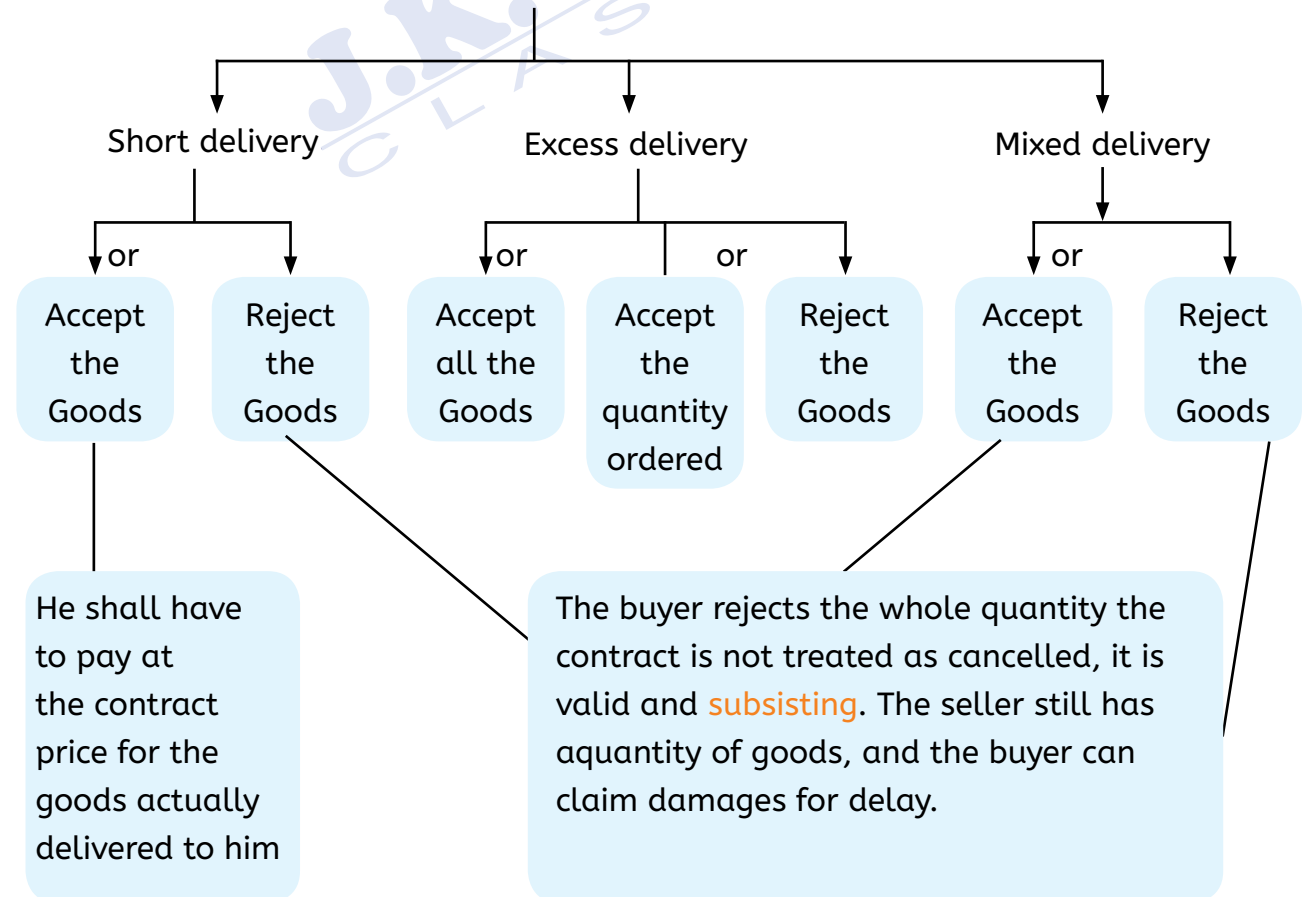 J.K.
CLAS
Short delivery
Excess delivery
Mixed delivery
or
or
or
or
Accept
the
Goods
Reject
the
Goods
Accept
all the
Goods
Accept
the
quantity
ordered
Reject
the
Goods
Accept
the
Goods
Reject
the
Goods
He shall have
to pay at
the contract
price for the
goods actually
delivered to him
The buyer rejects the whole quantity the
contract is not treated as cancelled, it is
valid and subsisting. The seller still has
aquantity of goods, and the buyer can
claim damages for delay.